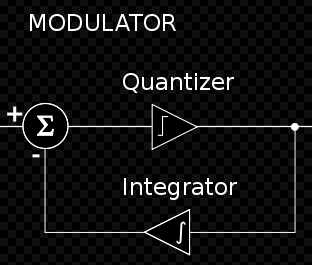 MODULATOR
Quantizer
+
Σ
-
Integrator
∫